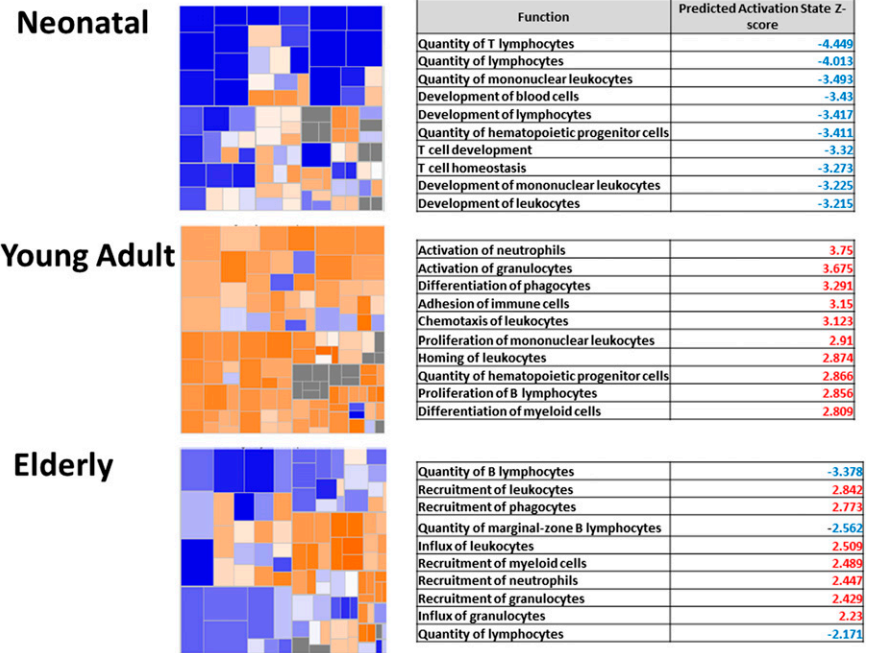 Neonatal
Function Predicted Activation State Z-
score
Quantity of T lymphocytes -4.449
Quantity of lymphocytes -4.013
Quantity of mononuclear leukocytes -3.493
Development of blood cells -3.43
Development of lymphocytes -3.417
Quantity of hematopoietic progenitor cells -3.411
T cell development -3.32
T cell homeostasis -3.273
Development of mononuclear leukocytes -3.225
Development of leukocytes -3.215
Young Adult
Activation of neutrophils 3.75
Activation of granulocytes 3.675
Differentiation of phagocytes 3.291
Adhesion of immune cells 3.15
Chemotaxis of leukocytes 3.123
Proliferation of mononuclear leukocytes 2.91
Homing of leukocytes 2.874
Quantity of hematopoietic progenitor cells 2.866
Proliferation of B lymphocytes 2.856
Differentiation of myeloid cells 2.809
Elderly
Quantity of B lymphocytes -3.378
Recruitment of leukocytes 2.842
Recruitment of phagocytes 2.773
Quantity of marginal-zone B lymphocytes -2.562
Influx of leukocytes 2.509
Recruitment of myeloid cells 2.489
Recruitment of neutrophils 2.447
Recruitment of granulocytes 2.429
Influx of granulocytes 2.23
Quantity of lymphocytes -2.171